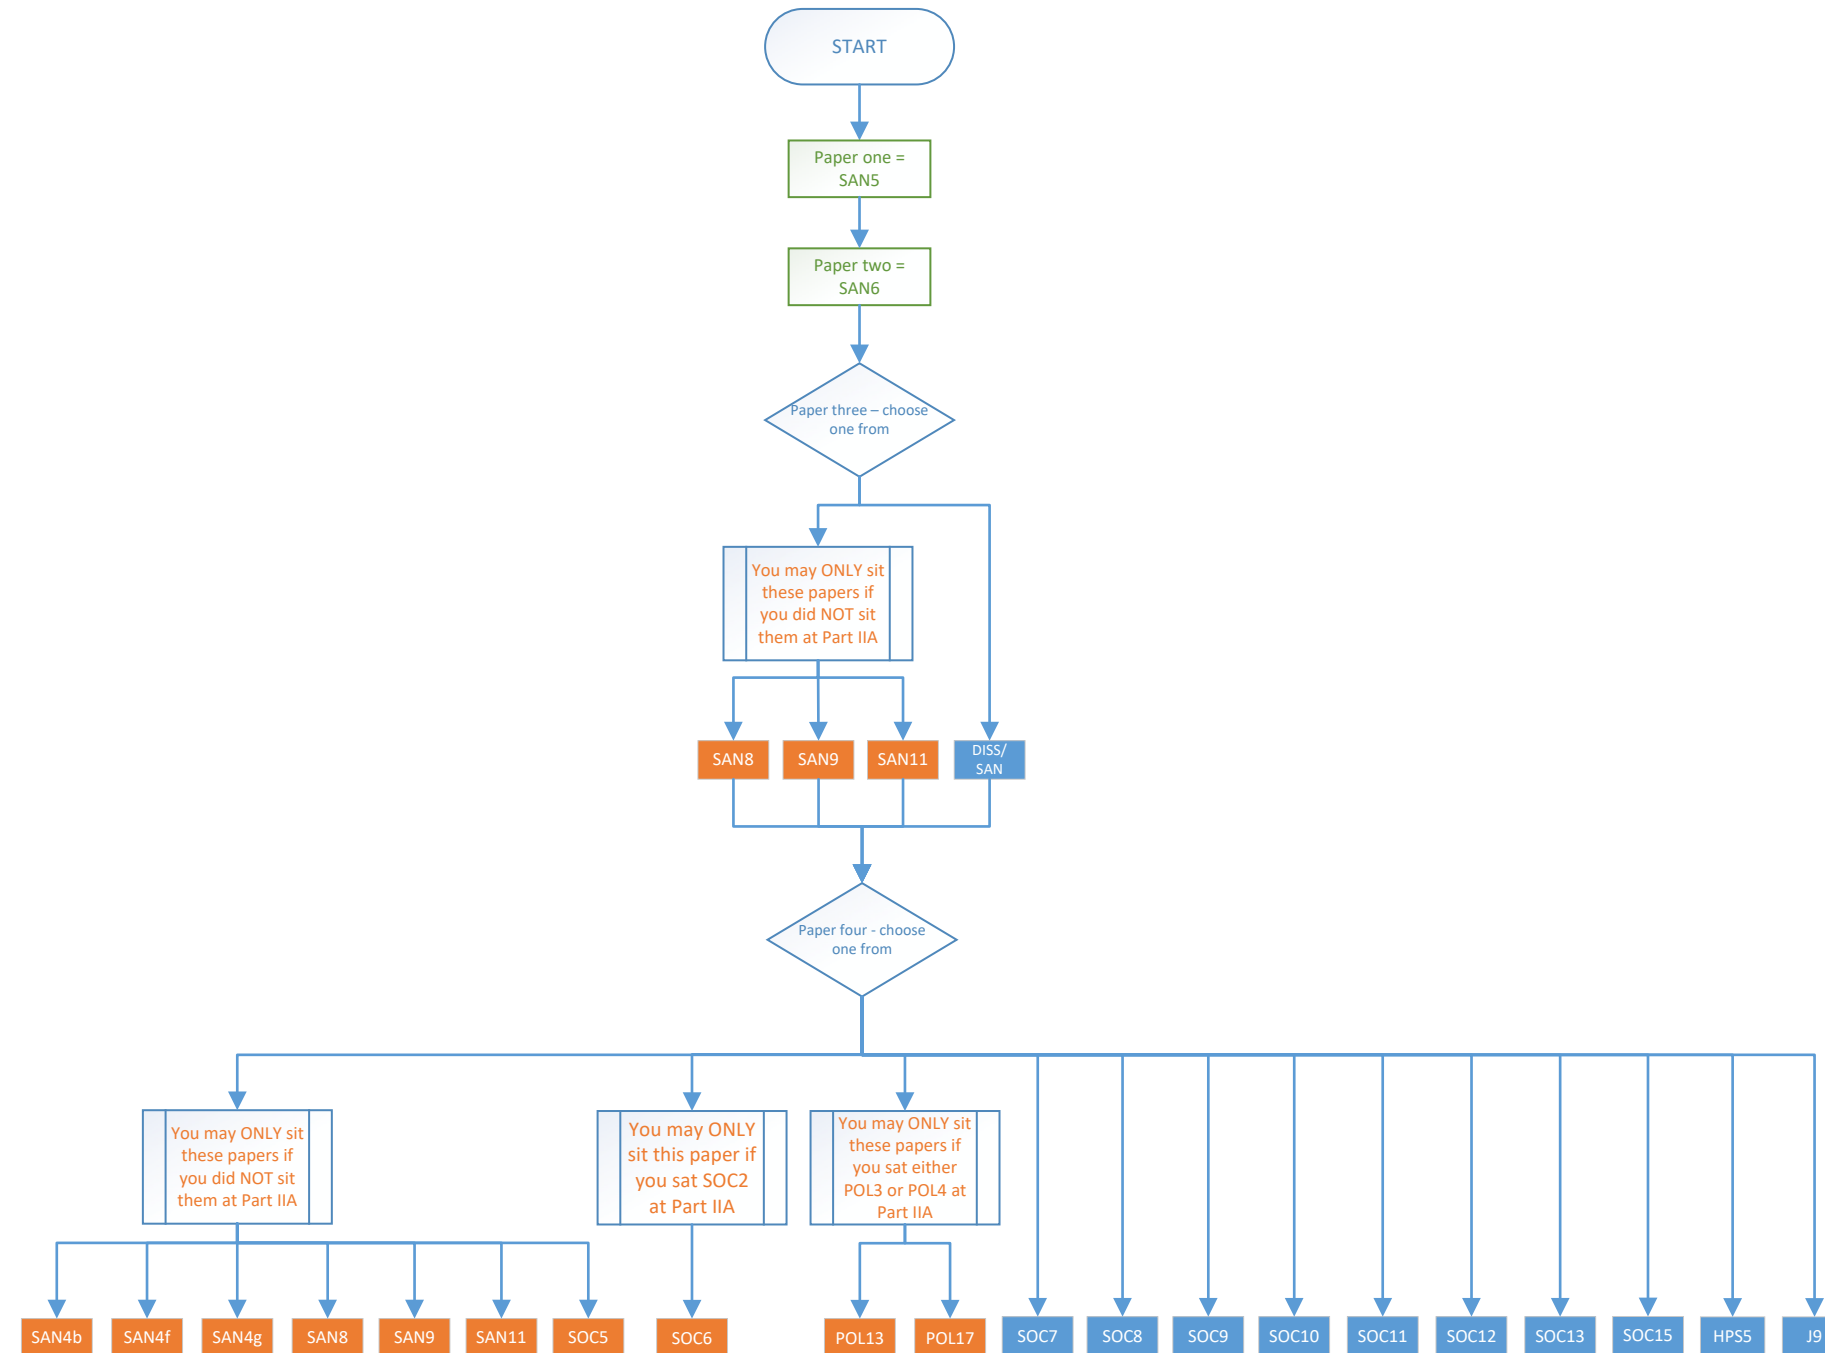 START
Paper one =
SAN5
Paper two =
SAN6
Paper three – choose
one from
You may ONLY sit
these papers if
you did NOT sit
them at Part IIA
SAN8
SAN9
SAN11
DISS/
SAN
Paper four - choose
one from
You may ONLY sit
these papers if
you did NOT sit
them at Part IIA
You may ONLY
sit this paper if
you sat SOC2
at Part IIA
You may ONLY sit
these papers if
you sat either
POL3 or POL4 at
Part IIA
SAN4b
SAN4f
SAN4g
SAN8
SAN9
SAN11
SOC5
SOC6
POL13
POL17
SOC7
SOC8
SOC9
SOC10
SOC11
SOC12
SOC13
SOC15
HPS5
J9